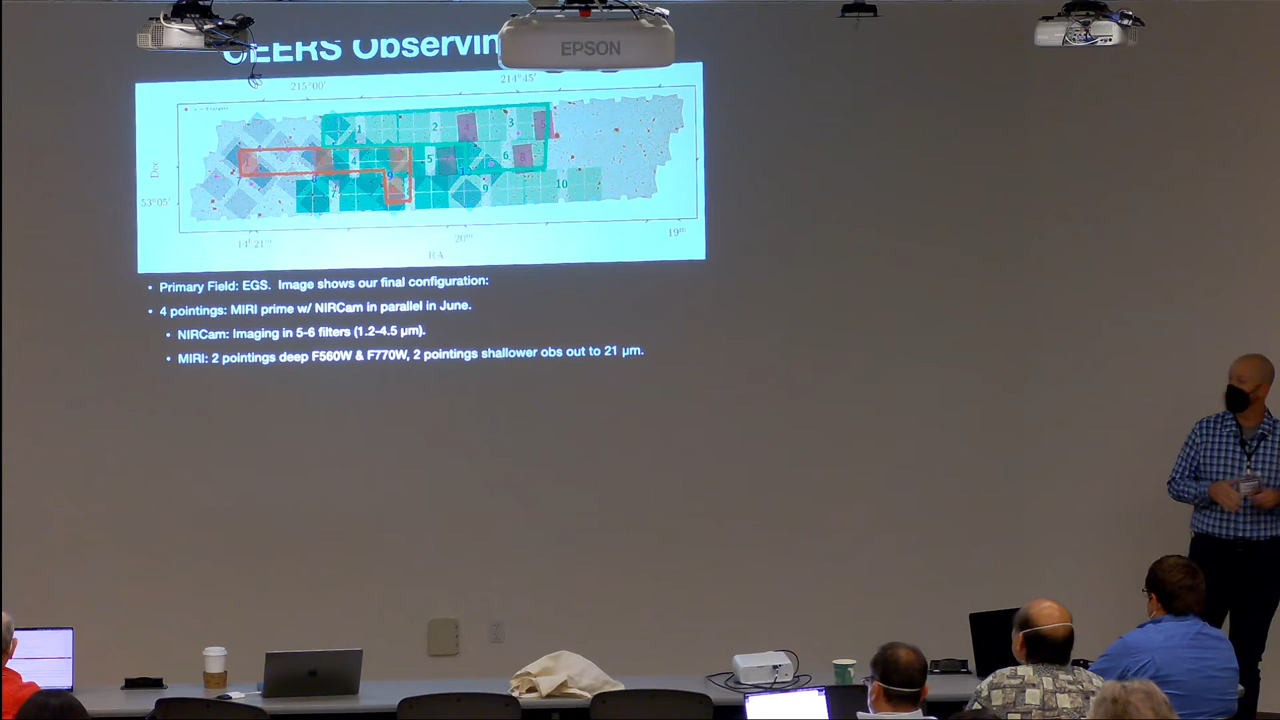 CEERS Observin
EPSON
215°00'
214°45'
1
2
3
4
5
6
7
9
10
Dec
53°05'
14h21m
20m
19m
RA
• Primary Field: EGS. Image shows our final configuration:
• 4 pointings: MIRI prime w/ NIRCam in parallel in June.
• NIRCam: Imaging in 5-6 filters (1.2-4.5 μm).
• MIRI: 2 pointings deep F560W & F770W, 2 pointings shallower obs out to 21 μm.